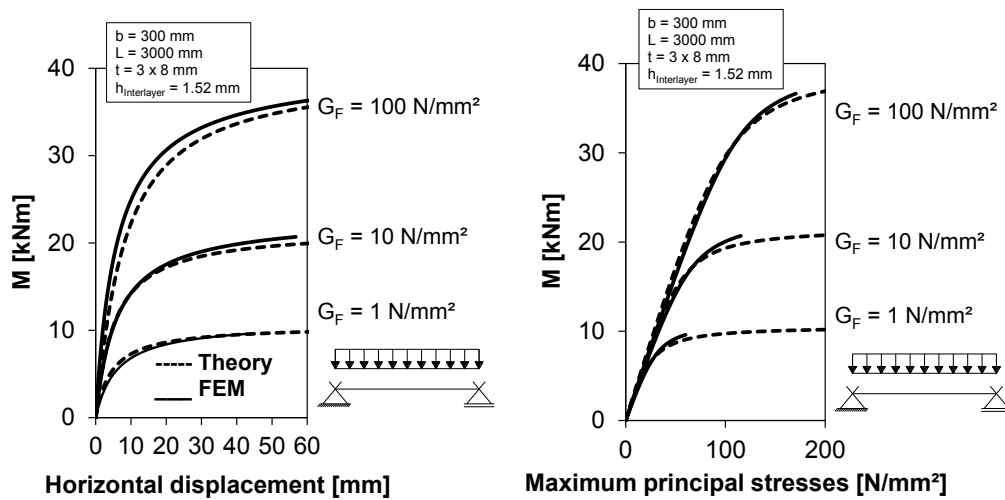 b = 300 mm
L = 3000 mm
t = 3 x 8 mm
hInterlayer = 1.52 mm
40
30
20
10
0
M [kNm]
G_F = 100 N/mm²
G_F = 10 N/mm²
G_F = 1 N/mm²
Theory
FEM
0 10 20 30 40 50 60
Horizontal displacement [mm]
b = 300 mm
L = 3000 mm
t = 3 x 8 mm
hInterlayer = 1.52 mm
40
30
20
10
0
M [kNm]
G_F = 100 N/mm²
G_F = 10 N/mm²
G_F = 1 N/mm²
0 100 200
Maximum principal stresses [N/mm²]